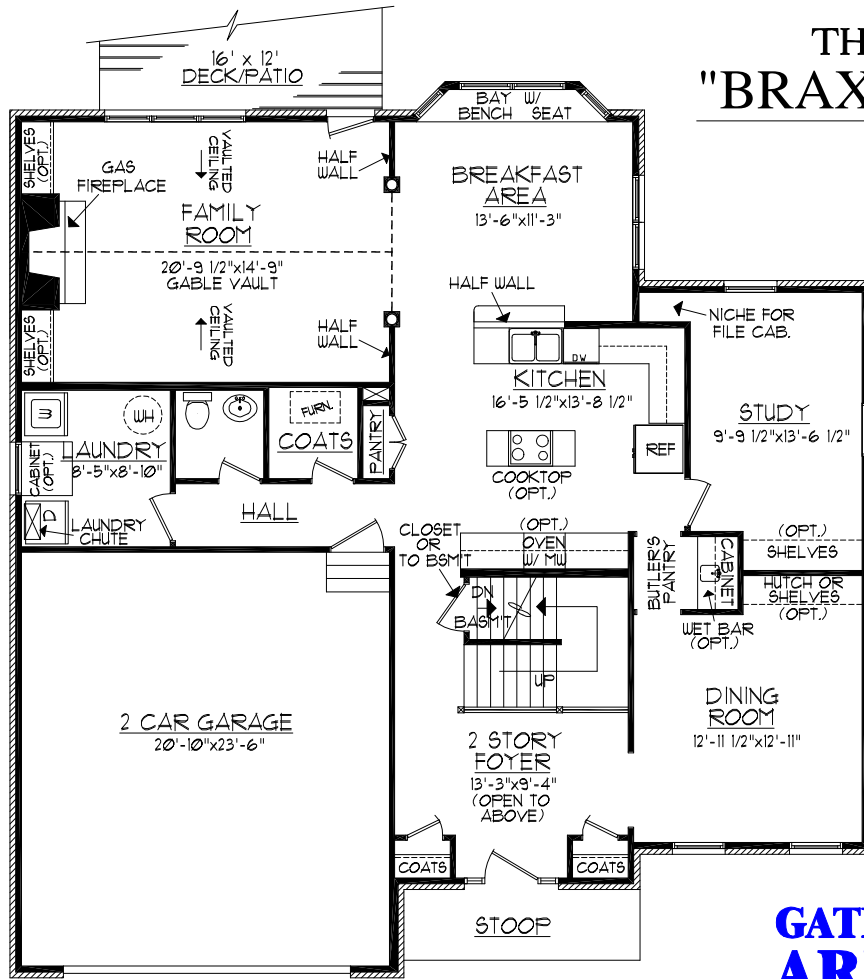 TH
"BRAX
16' x 12'
DECK/PATIO
BAY W/
BENCH SEAT
SHELVES
(OPT.)
GAS
FIREPLACE
VAULTED
CEILING
HALF
WALL
BREAKFAST
AREA
13'-6"x11'-3"
FAMILY
ROOM
20'-9 1/2"x14'-9"
GABLE VAULT
HALF WALL
NICHE FOR
FILE CAB.
SHELVES
(OPT.)
VAULTED
CEILING
HALF
WALL
DW
KITCHEN
16'-5 1/2"x13'-8 1/2"
STUDY
9'-9 1/2"x13'-6 1/2"
W
WH
FURN.
COATS
PANTRY
LAUNDRY
8'-5"x8'-10"
CABINET
(OPT.)
REF
COOKTOP
(OPT.)
HALL
D
LAUNDRY
CHUTE
CLOSET
OR
TO BSM'T
(OPT.)
OVEN
W/ MW
BUTLER'S
PANTRY
CABINET
(OPT.)
SHELVES
HUTCH OR
SHELVES
(OPT.)
DN
BASM'T
WET BAR
(OPT.)
UP
2 CAR GARAGE
20'-10"x23'-6"
DINING
ROOM
12'-11 1/2"x12'-11"
2 STORY
FOYER
13'-3"x9'-4"
(OPEN TO
ABOVE)
COATS
COATS
STOOP
GAT
AR